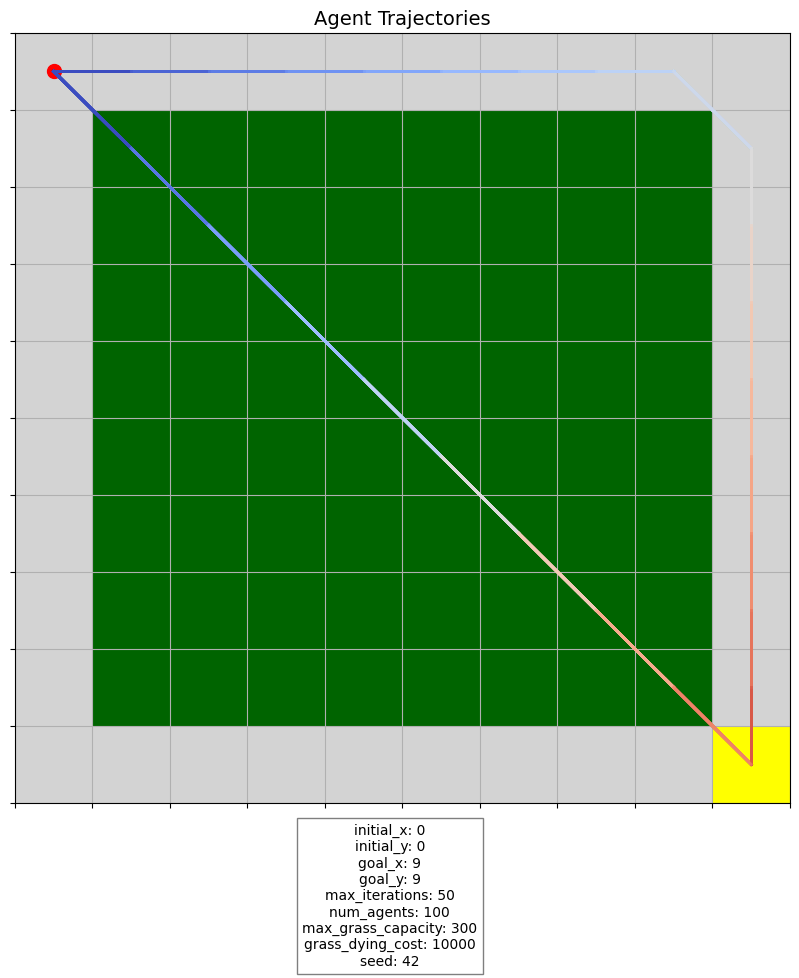 Agent Trajectories
initial_x: 0
initial_y: 0
goal_x: 9
goal_y: 9
max_iterations: 50
num_agents: 100
max_grass_capacity: 300
grass_dying_cost: 10000
seed: 42